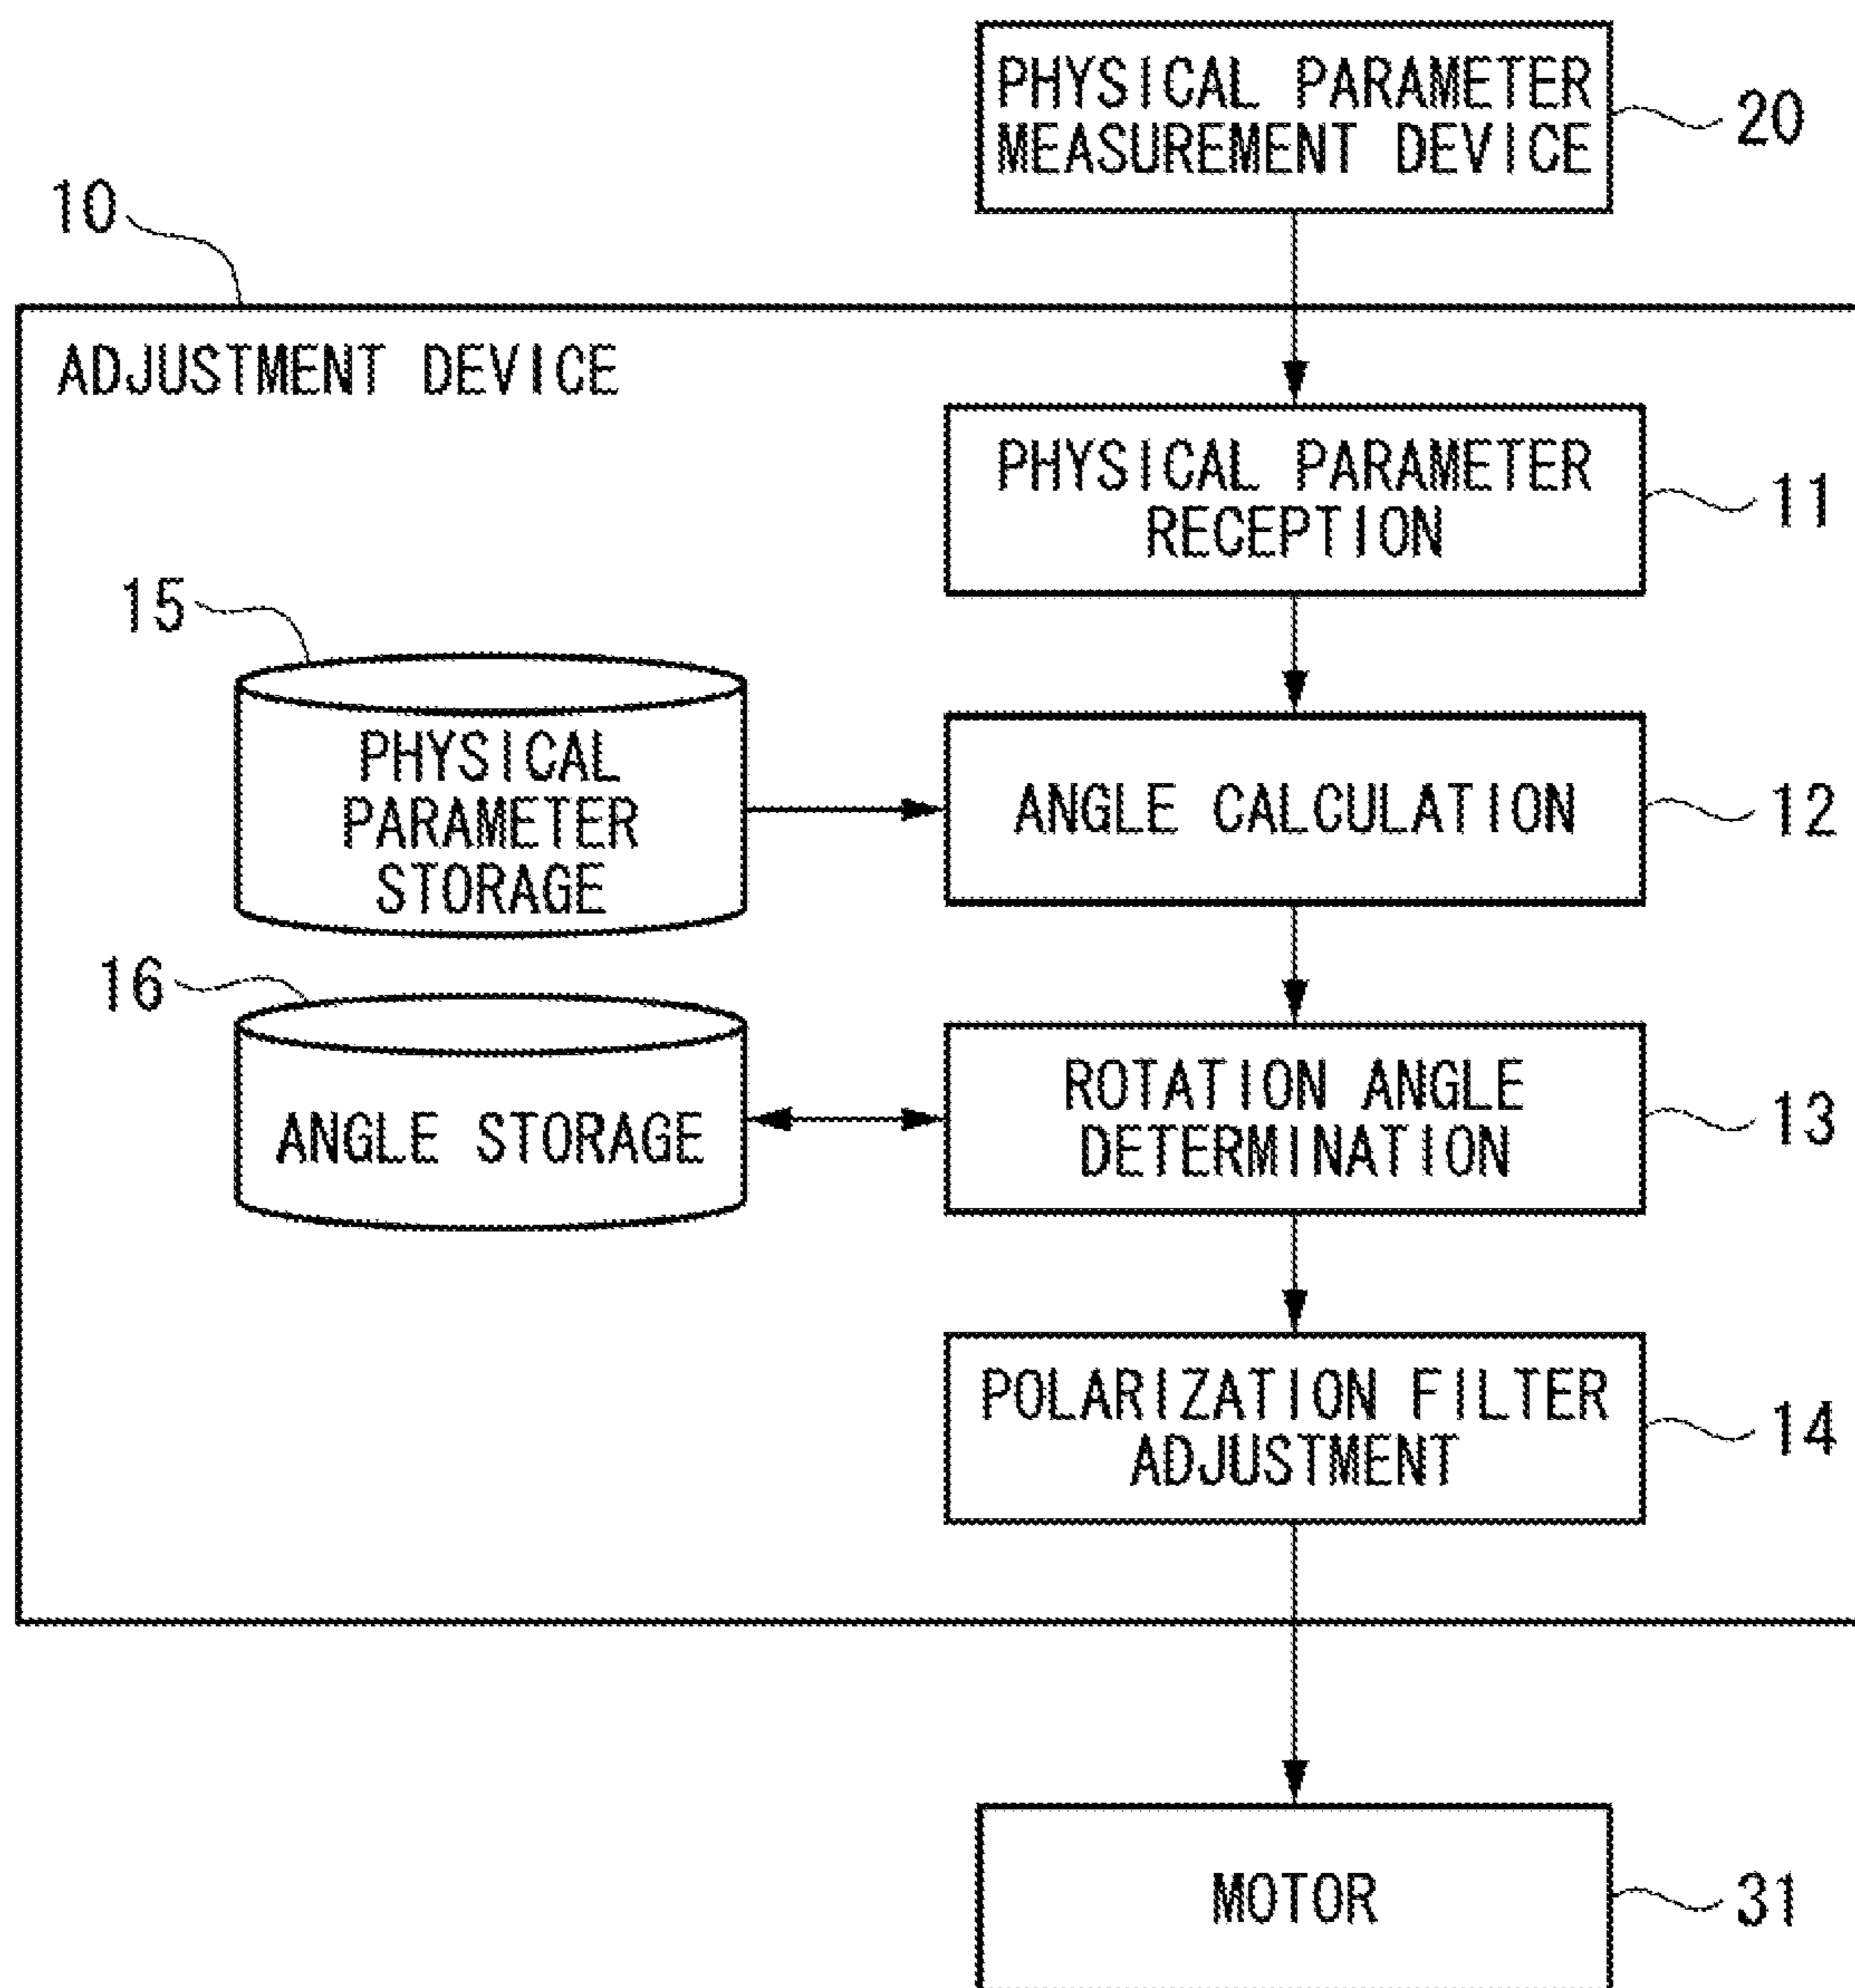 PHYSICAL PARAMETER
MEASUREMENT DEVICE
20
10
ADJUSTMENT DEVICE
PHYSICAL PARAMETER
RECEPTION
11
15
PHYSICAL
PARAMETER
STORAGE
ANGLE CALCULATION
12
16
ANGLE STORAGE
ROTATION ANGLE
DETERMINATION
13
POLARIZATION FILTER
ADJUSTMENT
14
MOTOR
31